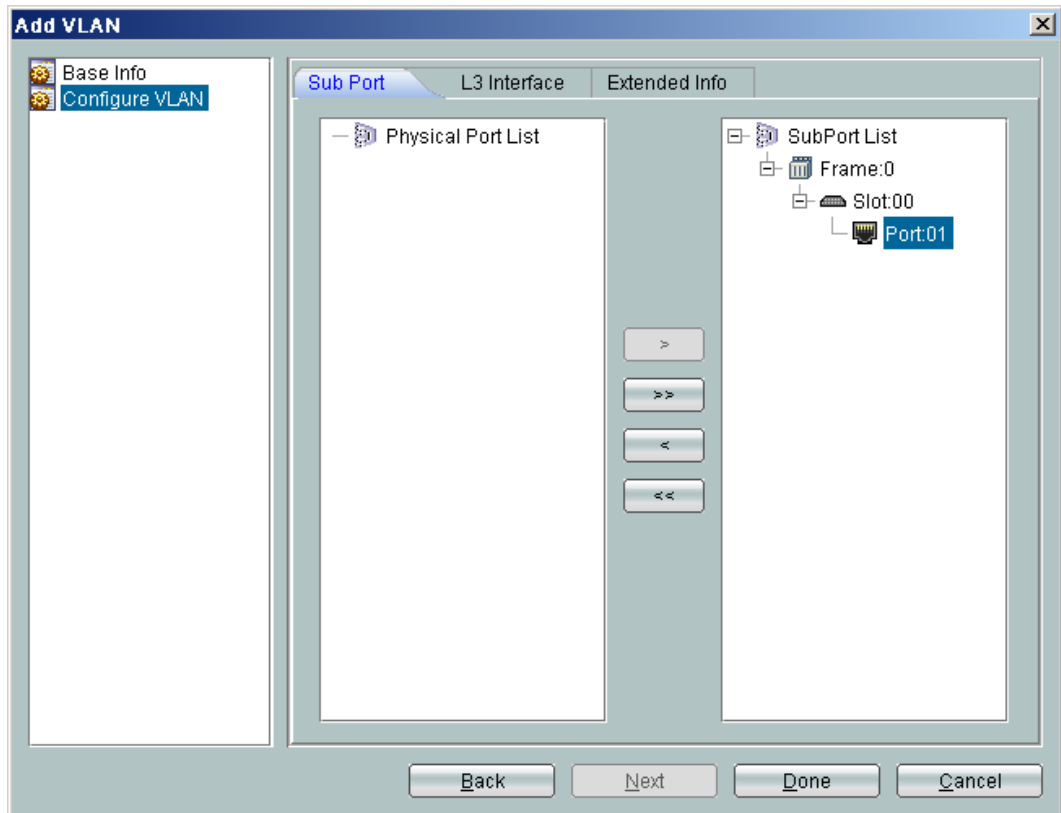 Add VLAN
Base Info
Configure VLAN
Sub Port
L3 Interface
Extended Info
Physical Port List
SubPort List
Frame:0
Slot:00
Port:01
>
>>
<
<<
Back
Next
Done
Cancel